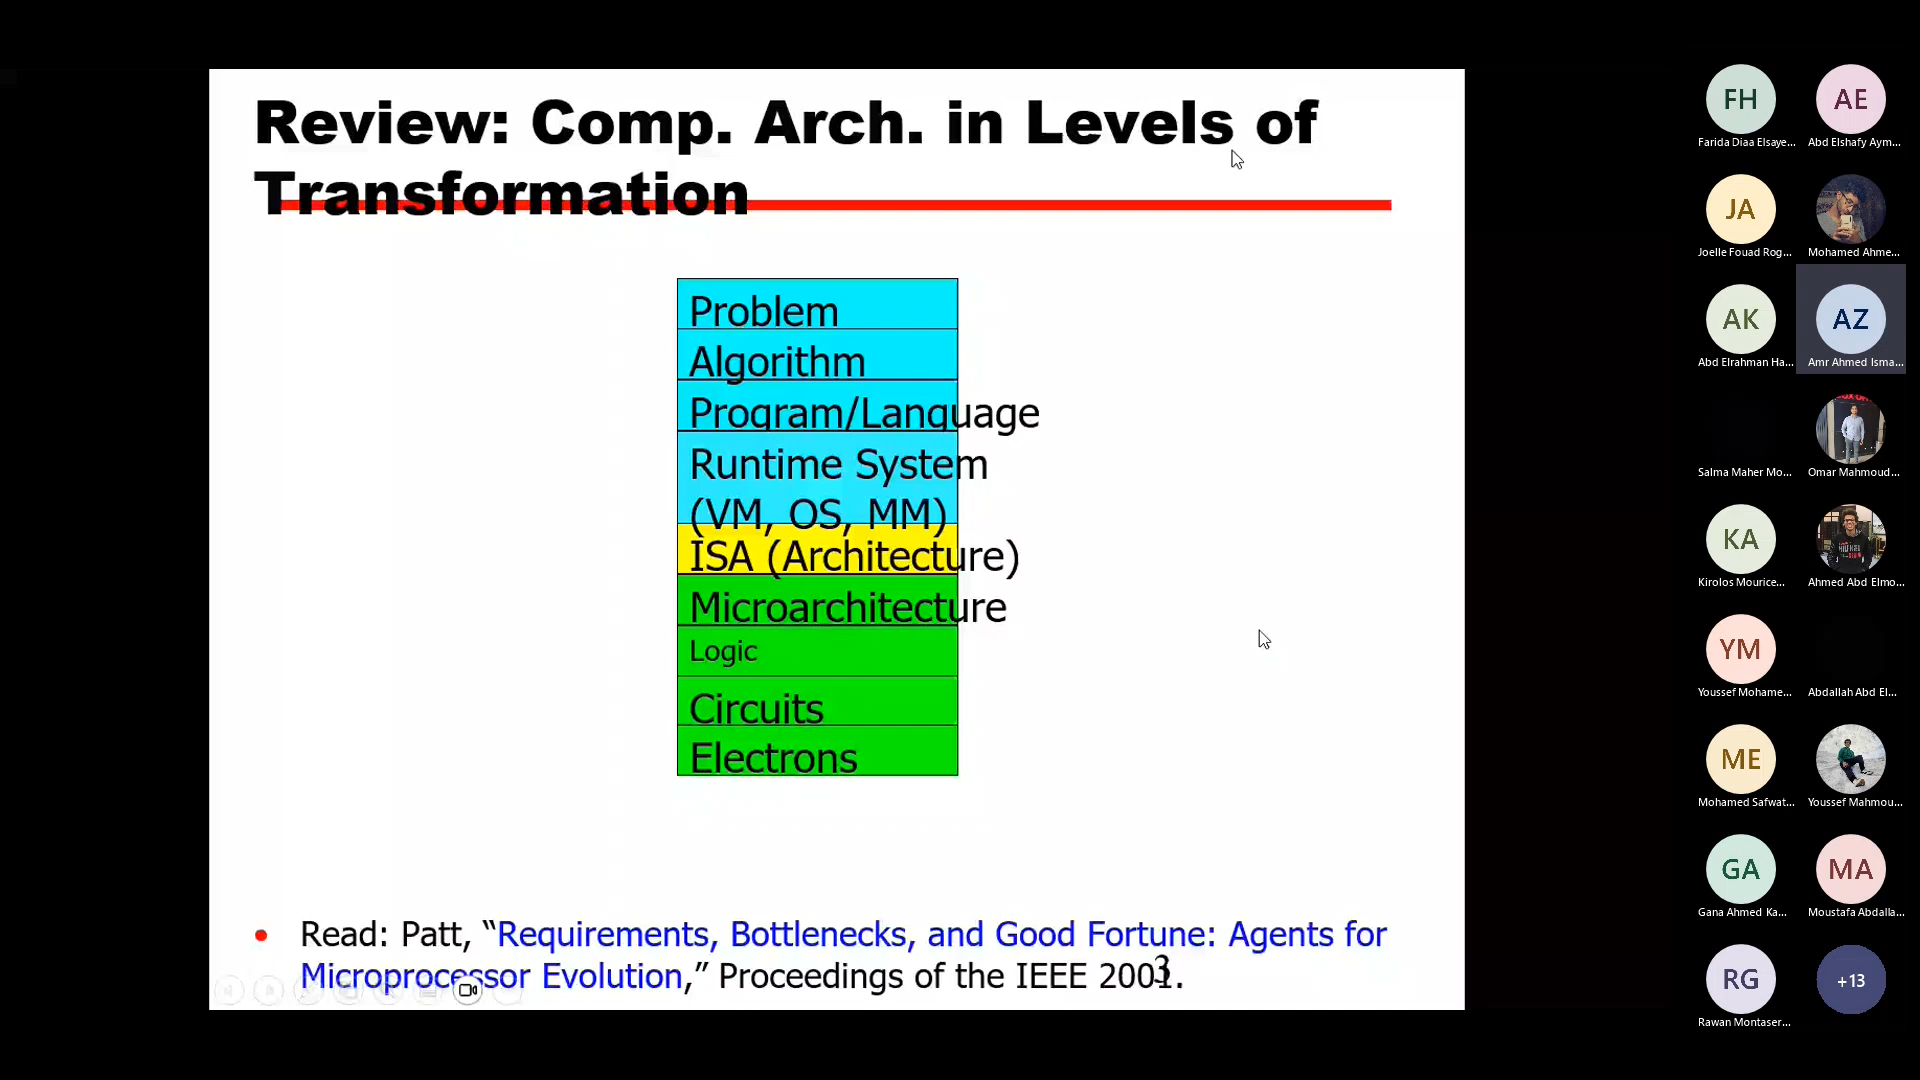 Review: Comp. Arch. in Levels of
Transformation
Problem
Algorithm
Program/Language
Runtime System
(VM, OS, MM)
ISA (Architecture)
Microarchitecture
Logic
Circuits
Electrons
Read: Patt, “Requirements, Bottlenecks, and Good Fortune: Agents for
Microprocessor Evolution,” Proceedings of the IEEE 2001.
3
FH
Farida Diaa Elsaye...
AE
Abd Elshafy Aym...
JA
Joelle Fouad Rog...
Mohamed Ahme...
AK
Abd Elrahman Ha...
AZ
Amr Ahmed Isma...
Salma Maher Mo...
Omar Mahmoud...
KA
Kirolos Mourice...
Ahmed Abd Elmo...
YM
Youssef Mohame...
Abdallah Abd El...
ME
Mohamed Safwat...
Youssef Mahmou...
GA
Gana Ahmed Ka...
MA
Moustafa Abdalla...
RG
Rawan Montaser...
+13